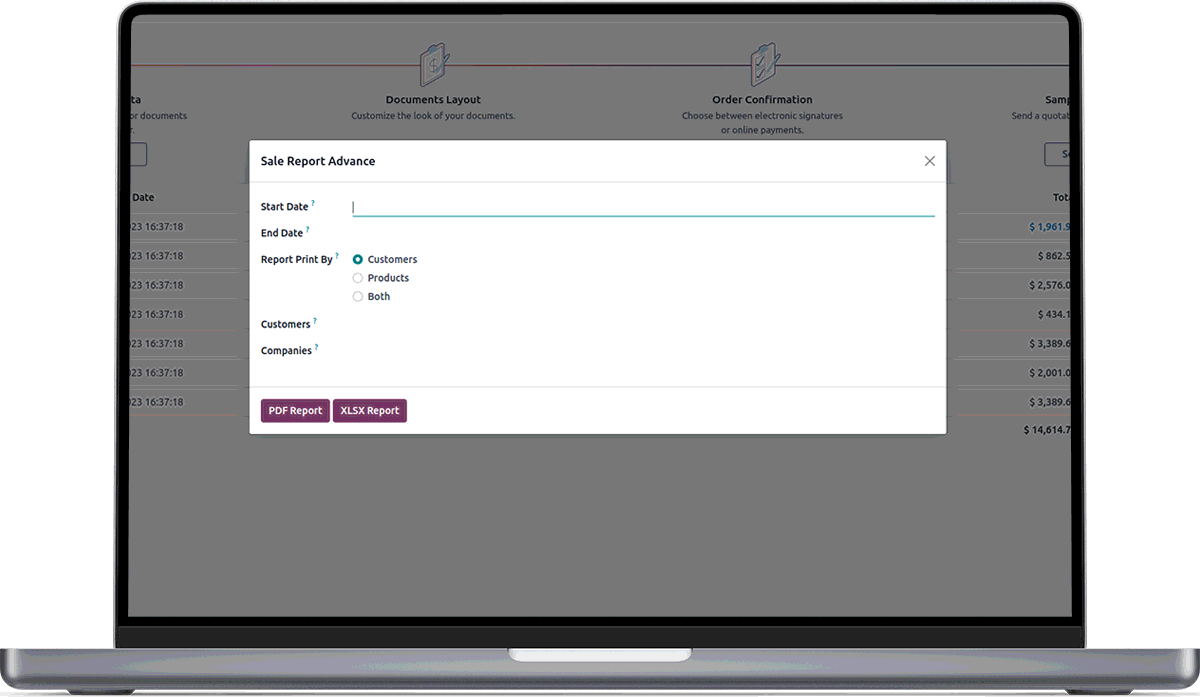 Documents Layout
Customize the look of your documents.
Order Confirmation
Choose between electronic signatures
or online payments.
Send a quotat
or documents
Sale Report Advance
Start Date ?
End Date ?
Report Print By ?
Customers
Products
Both
Customers ?
Companies ?
PDF Report
XLSX Report
Date
23 16:37:18
23 16:37:18
23 16:37:18
23 16:37:18
23 16:37:18
23 16:37:18
23 16:37:18
Tot
$ 1,961.9
$ 862.5
$ 2,576.0
$ 434.1
$ 3,389.6
$ 2,001.0
$ 3,389.6
$ 14,614.7